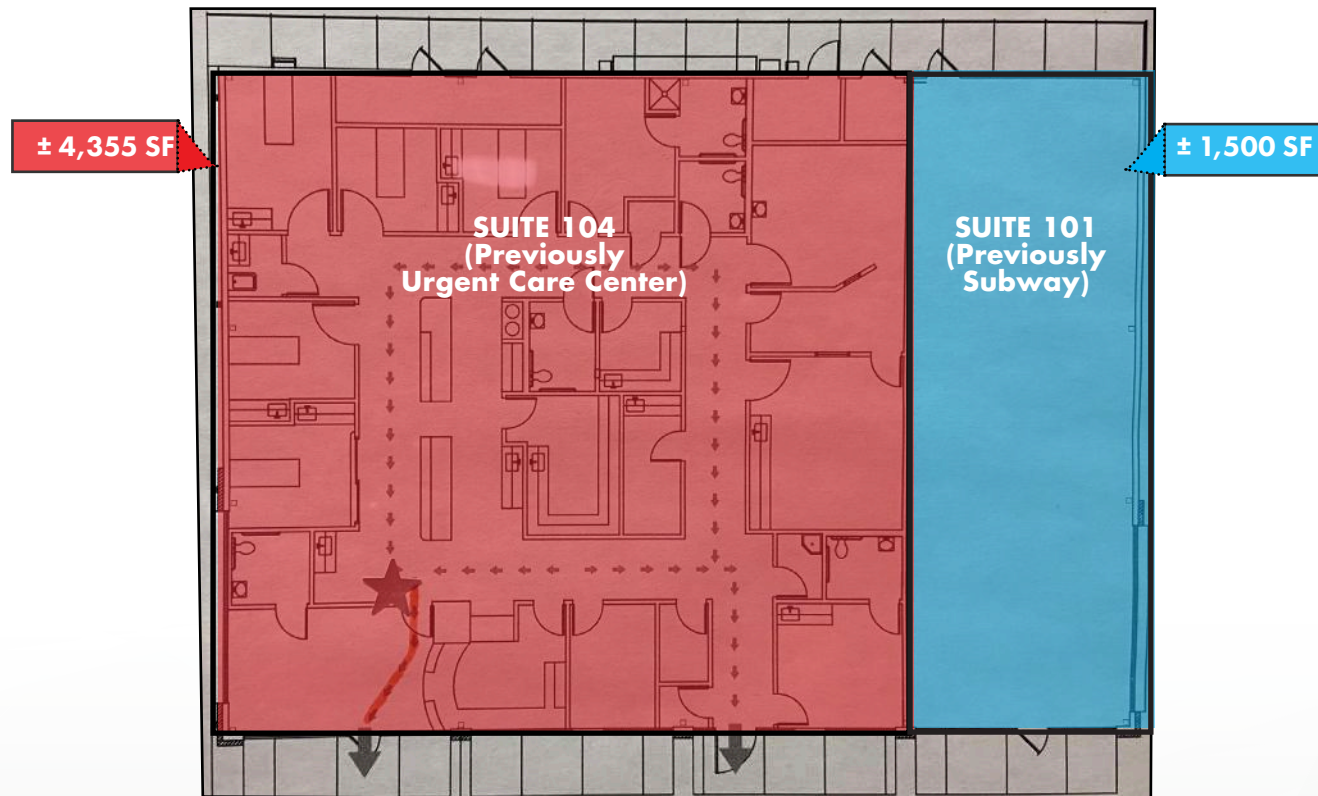 ± 4,355 SF
± 1,500 SF
SUITE 104
(Previously
Urgent Care Center)
SUITE 101
(Previously
Subway)